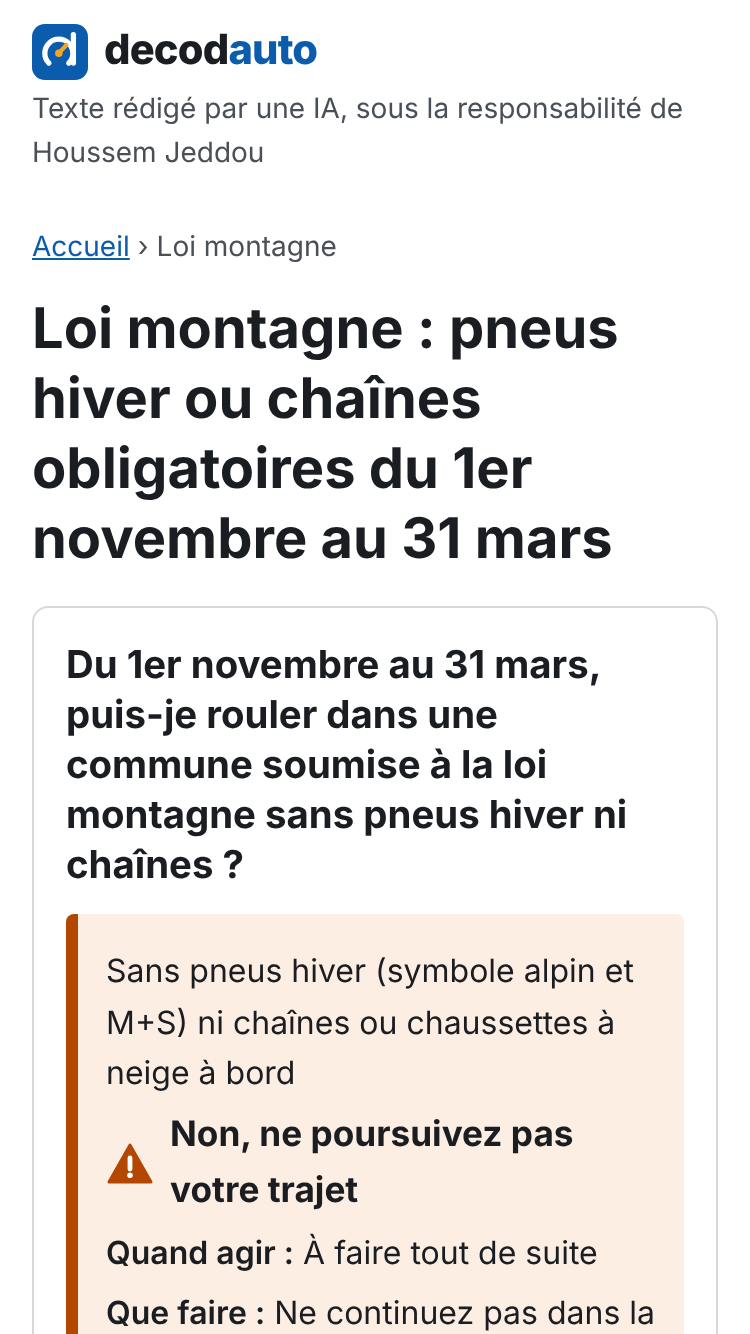 decodauto
Texte rédigé par une IA, sous la responsabilité de
Houssem Jeddou
Accueil › Loi montagne
Loi montagne : pneus
hiver ou chaînes
obligatoires du 1er
novembre au 31 mars
Du 1er novembre au 31 mars,
puis-je rouler dans une
commune soumise à la loi
montagne sans pneus hiver ni
chaînes ?
Sans pneus hiver (symbole alpin et
M+S) ni chaînes ou chaussettes à
neige à bord
Non, ne poursuivez pas
votre trajet
Quand agir : À faire tout de suite
Que faire : Ne continuez pas dans la